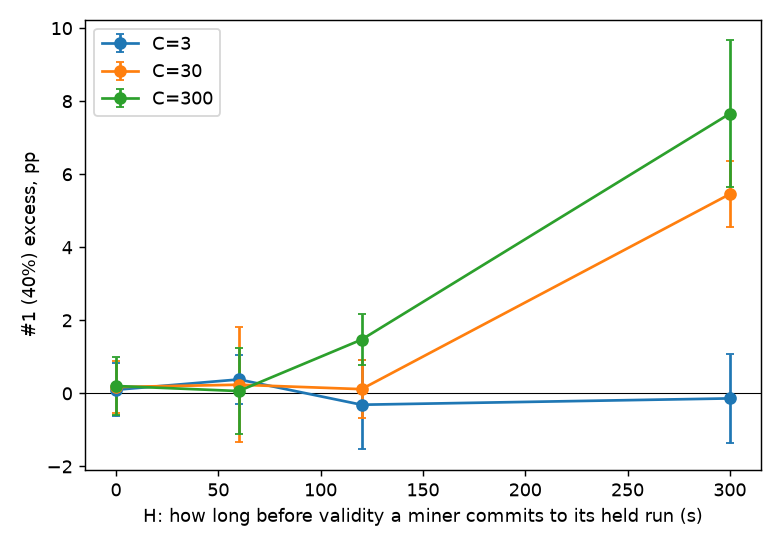 #1 (40%) excess, pp
10
8
6
4
2
0
−2
C=3
C=30
C=300
0 50 100 150 200 250 300
H: how long before validity a miner commits to its held run (s)